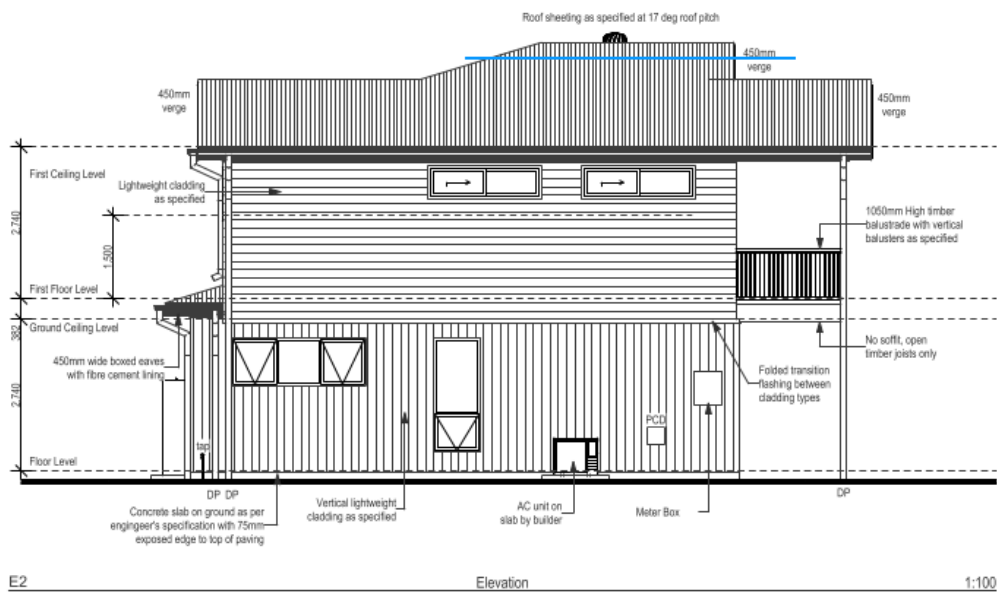 Roof sheeting as specified at 17 deg roof pitch
450mm
verge
450mm
verge
450mm
verge
First Ceiling Level
Lightweight cladding
as specified
2.740
1.500
1050mm High timber
balustrade with vertical
balusters as specified
First Floor Level
Ground Ceiling Level
382
No soffit, open
timber joists only
450mm wide boxed eaves
with fibre cement lining
Folded transition
flashing between
cladding types
2.740
PCD
tap
Floor Level
DP DP
DP
Concrete slab on ground as per
engingeer's specification with 75mm
exposed edge to top of paving
Vertical lightweight
cladding as specified
AC unit on
slab by builder
Meter Box
E2
Elevation
1:100